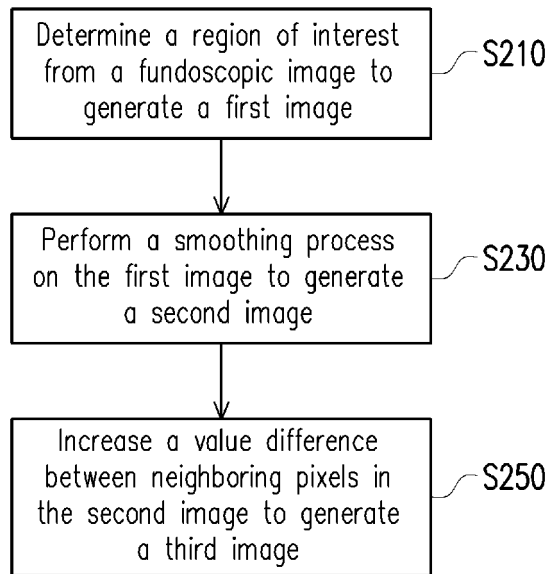 Determine a region of interest
from a fundoscopic image to
generate a first image
S210
Perform a smoothing process
on the first image to generate
a second image
S230
Increase a value difference
between neighboring pixels in
the second image to generate
a third image
S250